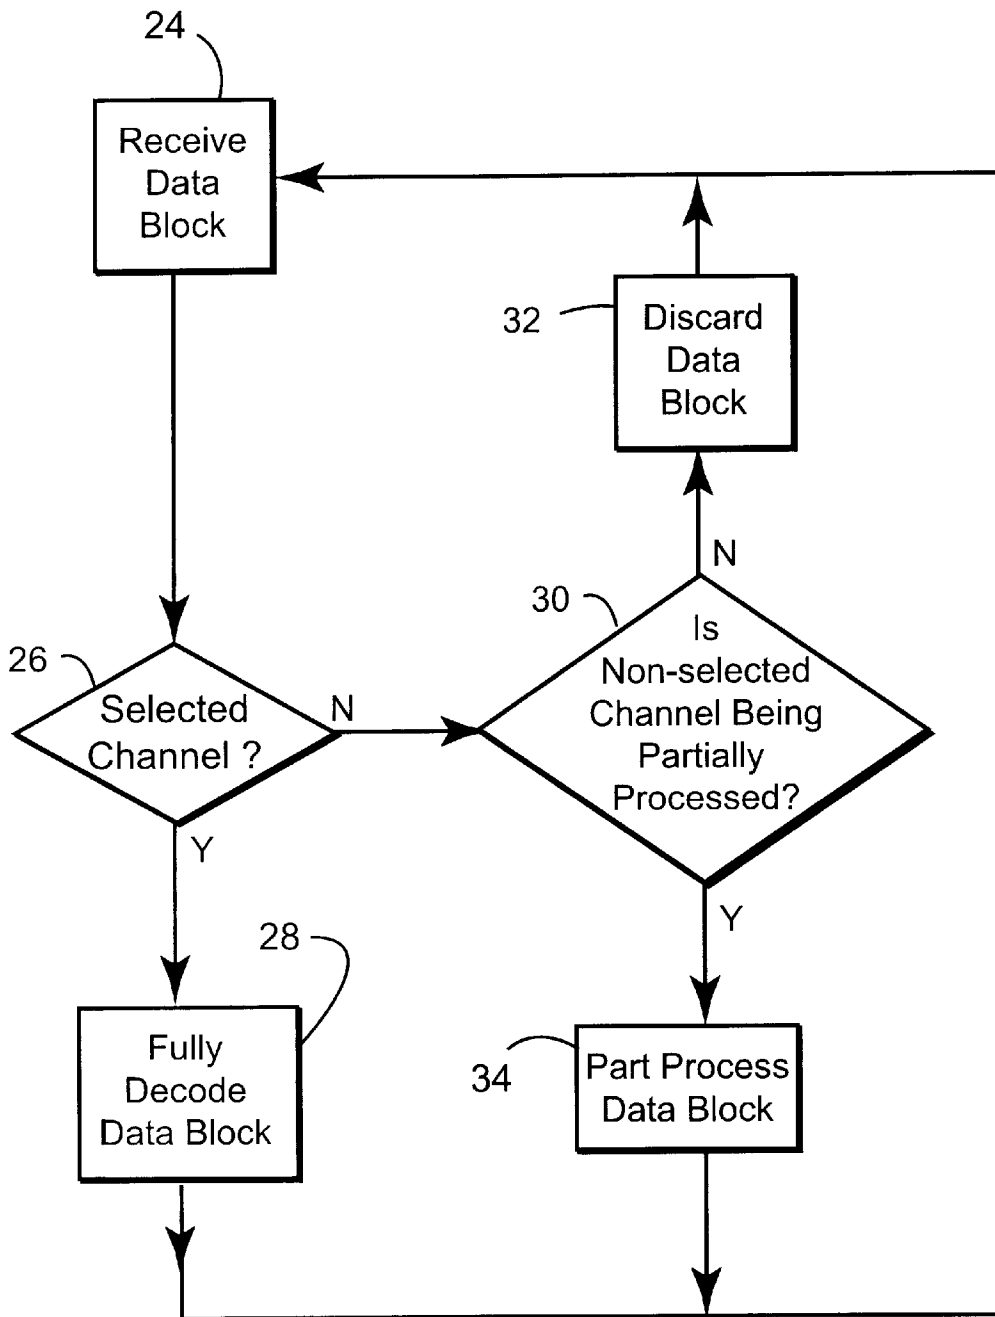 24
Receive
Data
Block
32
Discard
Data
Block
N
30
Is
Non-selected
Channel Being
Partially
Processed?
26
Selected
Channel ?
N
Y
Y
28
Fully
Decode
Data Block
34
Part Process
Data Block